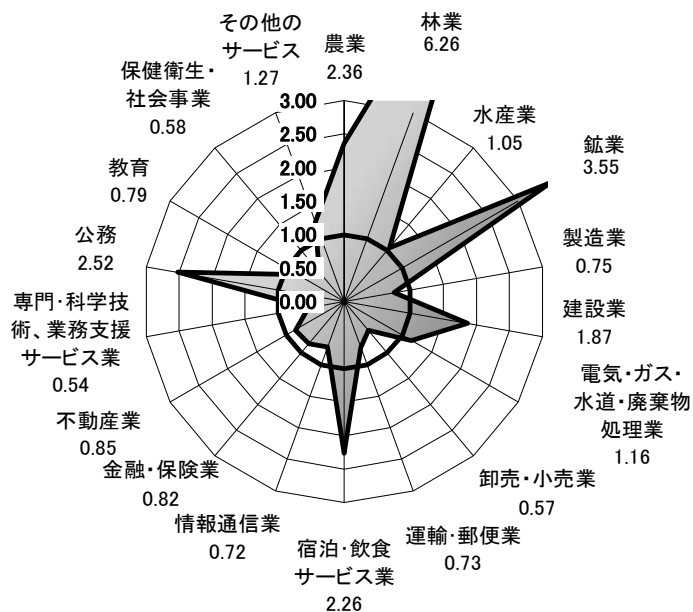 農業
2.36
林業
6.26
水産業
1.05
鉱業
3.55
製造業
0.75
建設業
1.87
電気・ガス・
水道・廃棄物
処理業
1.16
卸売・小売業
0.57
運輸・郵便業
0.73
宿泊・飲食
サービス業
2.26
情報通信業
0.72
金融・保険業
0.82
不動産業
0.85
専門・科学技
術、業務支援
サービス業
0.54
公務
2.52
教育
0.79
保健衛生・
社会事業
0.58
その他の
サービス
1.27
3.00
2.50
2.00
1.50
1.00
0.50
0.00